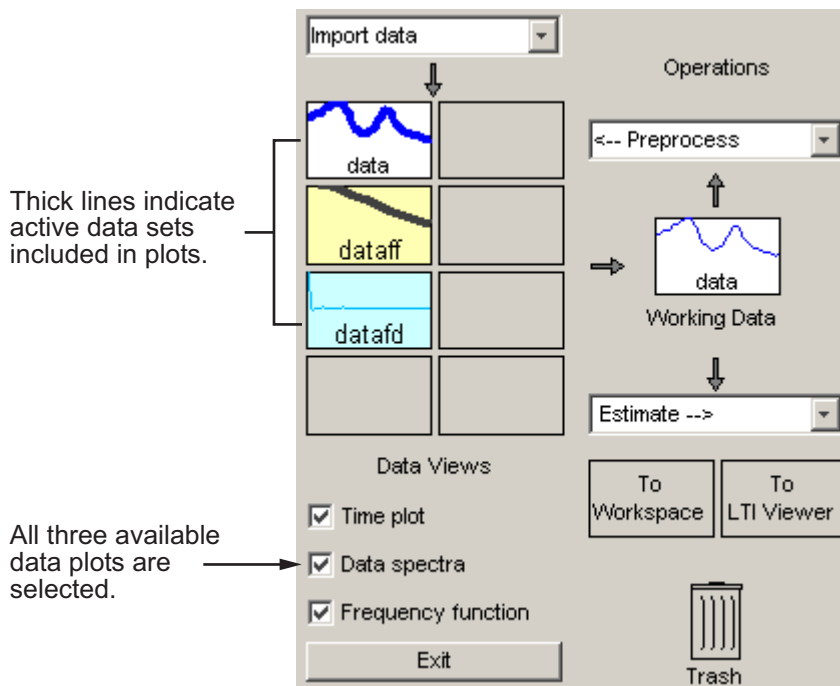 Import data
Operations
data
<-- Preprocess
Thick lines indicate
active data sets
included in plots.
dataff
data
datafd
Working Data
Estimate -->
Data Views
To
Workspace
To
LTI Viewer
Time plot
All three available
data plots are
selected.
Data spectra
Frequency function
Exit
Trash